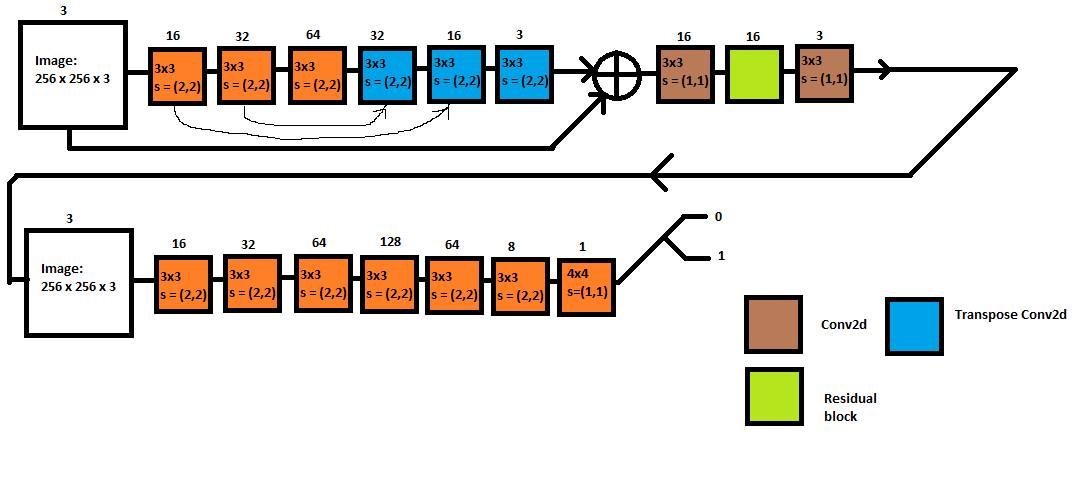 3
Image:
256 x 256 x 3
16 32 64 32 16 3
3x3
s = (2,2)
3x3
s = (2,2)
3x3
s = (2,2)
3x3
s = (2,2)
3x3
s = (2,2)
3x3
s = (2,2)
16 16 3
3x3
s = (1,1)
3x3
s = (1,1)
3
Image:
256 x 256 x 3
16 32 64 128 64 8 1
3x3
s = (2,2)
3x3
s = (2,2)
3x3
s = (2,2)
3x3
s = (2,2)
3x3
s = (2,2)
3x3
s = (2,2)
4x4
s=(1,1)
0
1
Conv2d
Transpose Conv2d
Residual
block